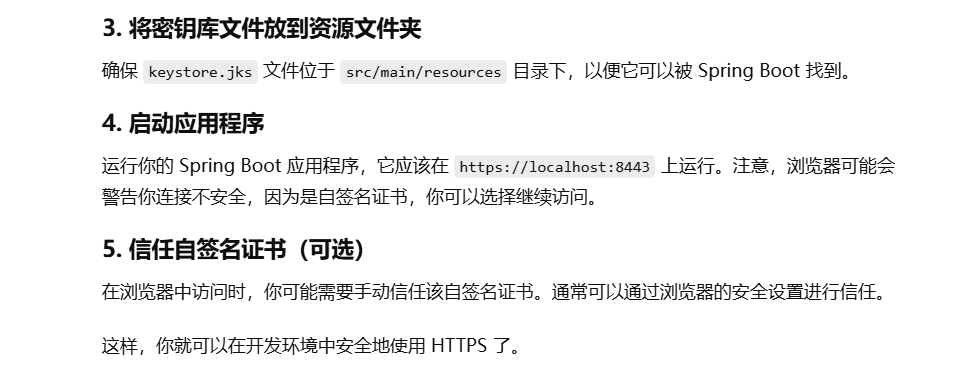 3. 将密钥库文件放到资源文件夹
确保 keystore.jks 文件位于 src/main/resources 目录下，以便它可以被 Spring Boot 找到。
4. 启动应用程序
运行你的 Spring Boot 应用程序，它应该在 https://localhost:8443 上运行。注意，浏览器可能会
警告你连接不安全，因为是自签名证书，你可以选择继续访问。
5. 信任自签名证书（可选）
在浏览器中访问时，你可能需要手动信任该自签名证书。通常可以通过浏览器的安全设置进行信任。
这样，你就可以在开发环境中安全地使用 HTTPS 了。